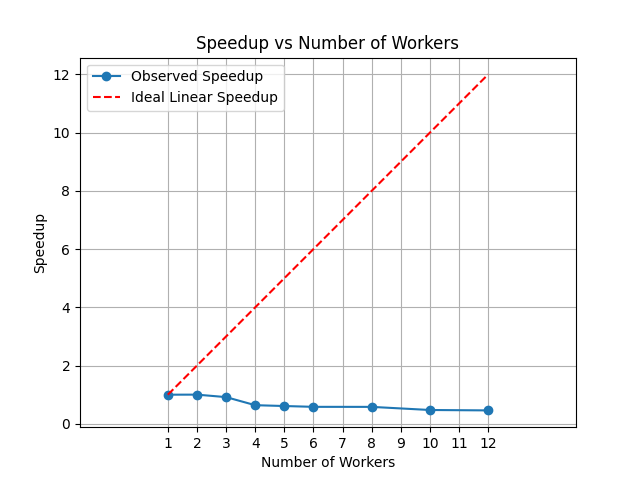 Speedup vs Number of Workers
Observed Speedup
Ideal Linear Speedup
Speedup
12
10
8
6
4
2
0
1 2 3 4 5 6 7 8 9 10 11 12
Number of Workers